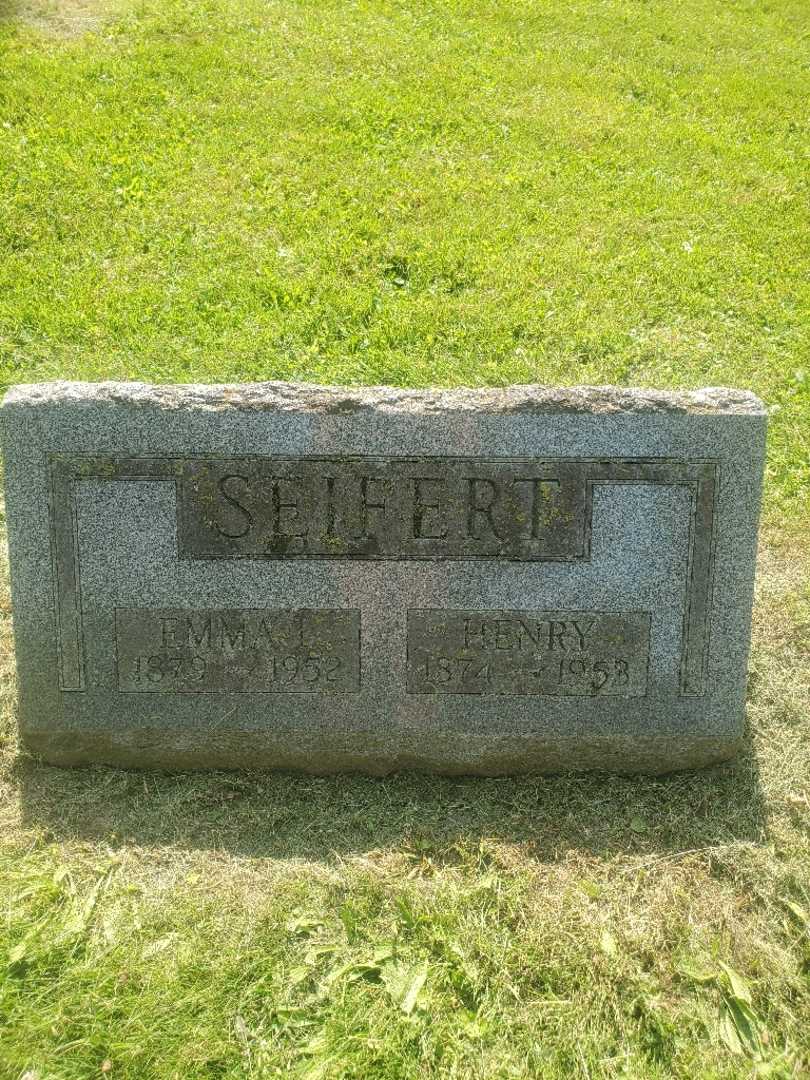 SEIFERT
EMMA L.
1879 – 1952
HENRY
1874 – 1953